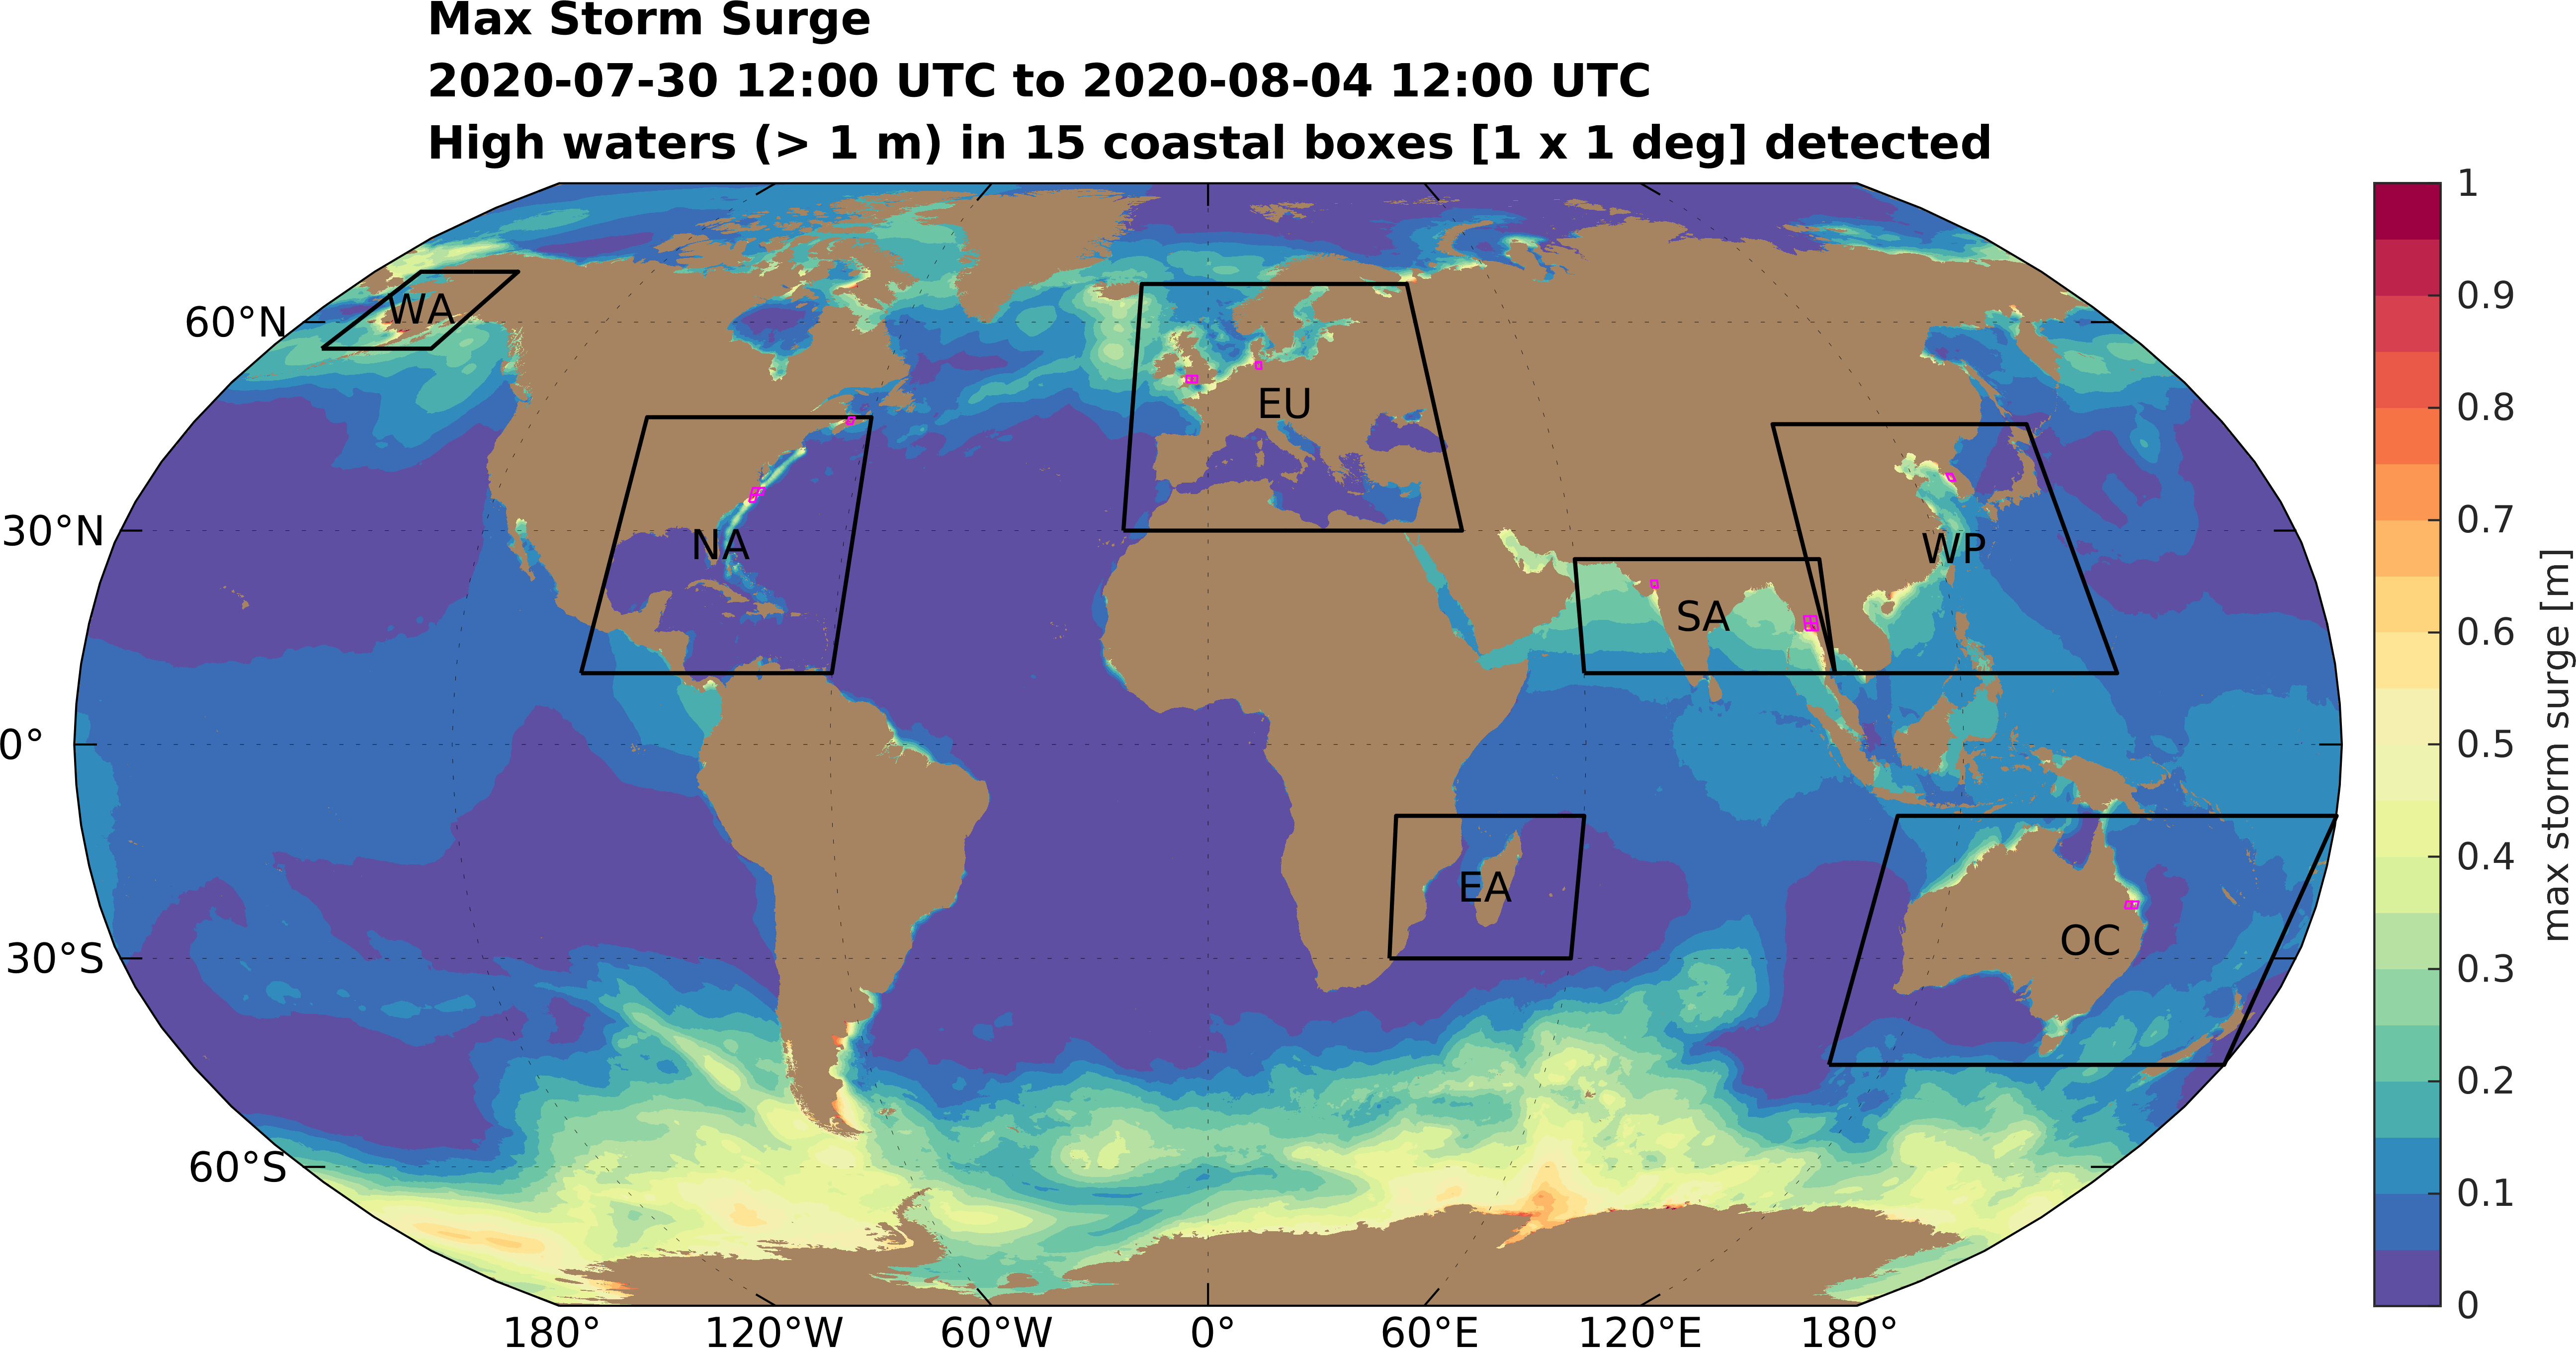 Max Storm Surge
2020-07-30 12:00 UTC to 2020-08-04 12:00 UTC
High waters (> 1 m) in 15 coastal boxes [1 x 1 deg] detected
60°N
30°N
0°
30°S
60°S
180°
120°W
60°W
0°
60°E
120°E
180°
WA
NA
EU
SA
WP
EA
OC
1
0.9
0.8
0.7
0.6
0.5
0.4
0.3
0.2
0.1
0
max storm surge [m]